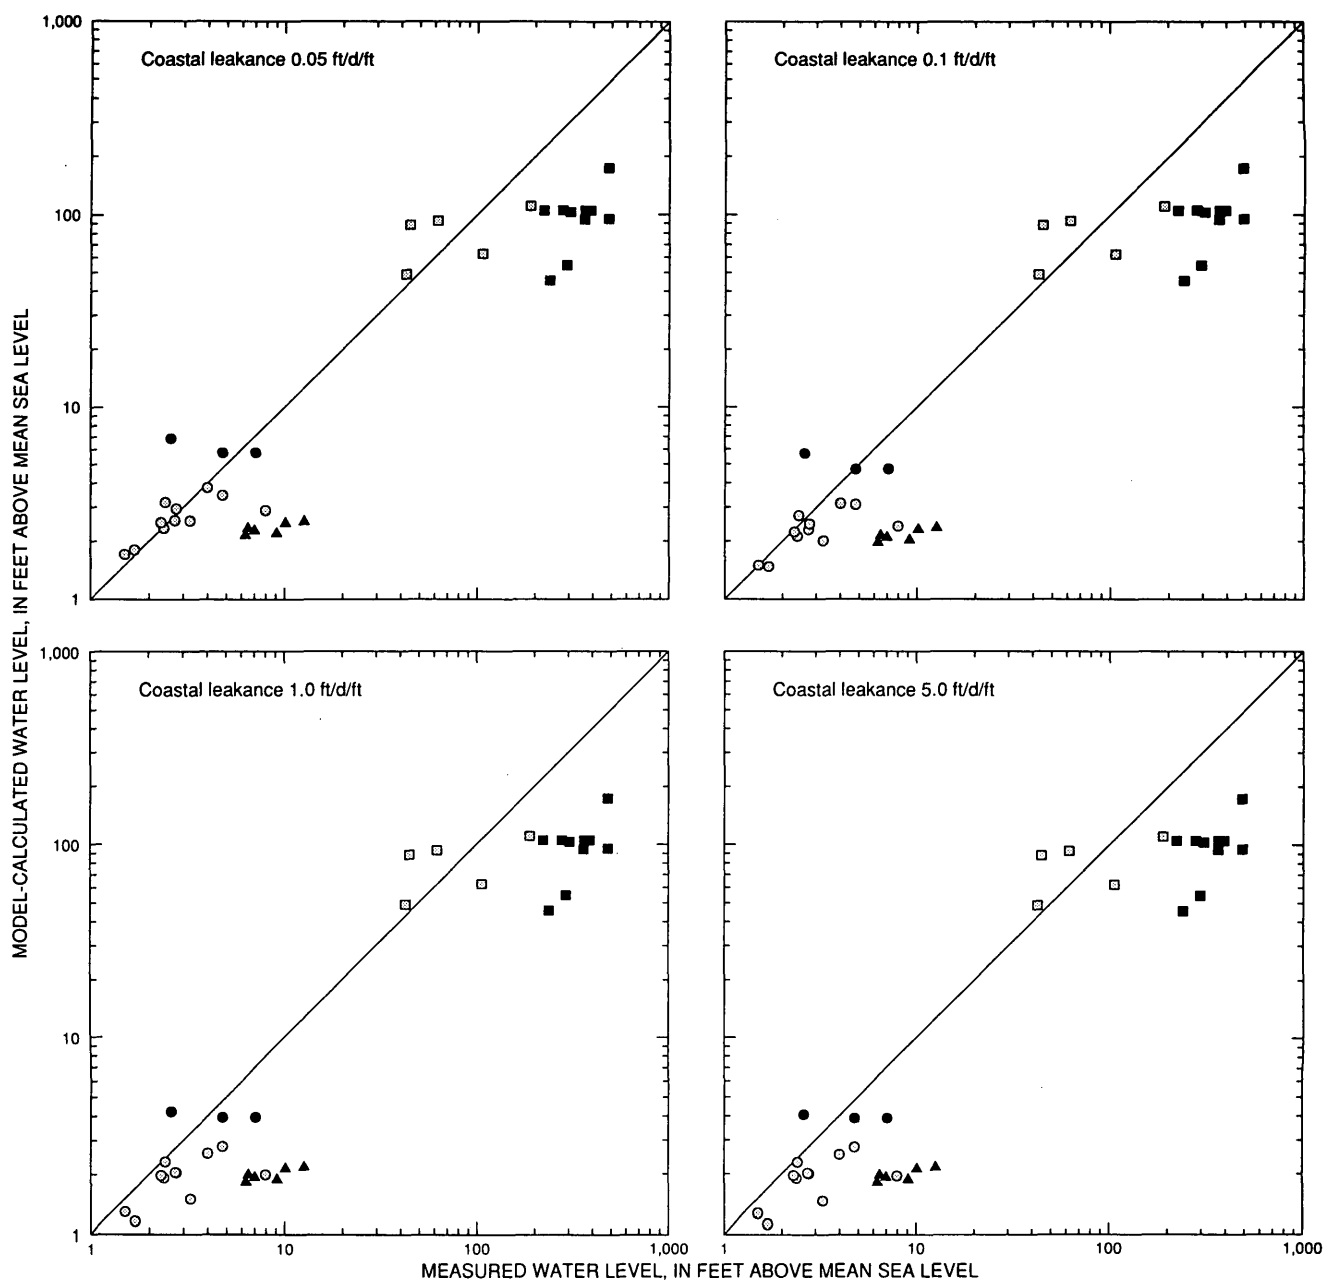 1,000
Coastal leakance 0.05 ft/d/ft
Coastal leakance 0.1 ft/d/ft
100
10
1
1,000
Coastal leakance 1.0 ft/d/ft
Coastal leakance 5.0 ft/d/ft
100
10
1
1 10 100 1,000
1 10 100 1,000
MODEL-CALCULATED WATER LEVEL, IN FEET ABOVE MEAN SEA LEVEL
MEASURED WATER LEVEL, IN FEET ABOVE MEAN SEA LEVEL